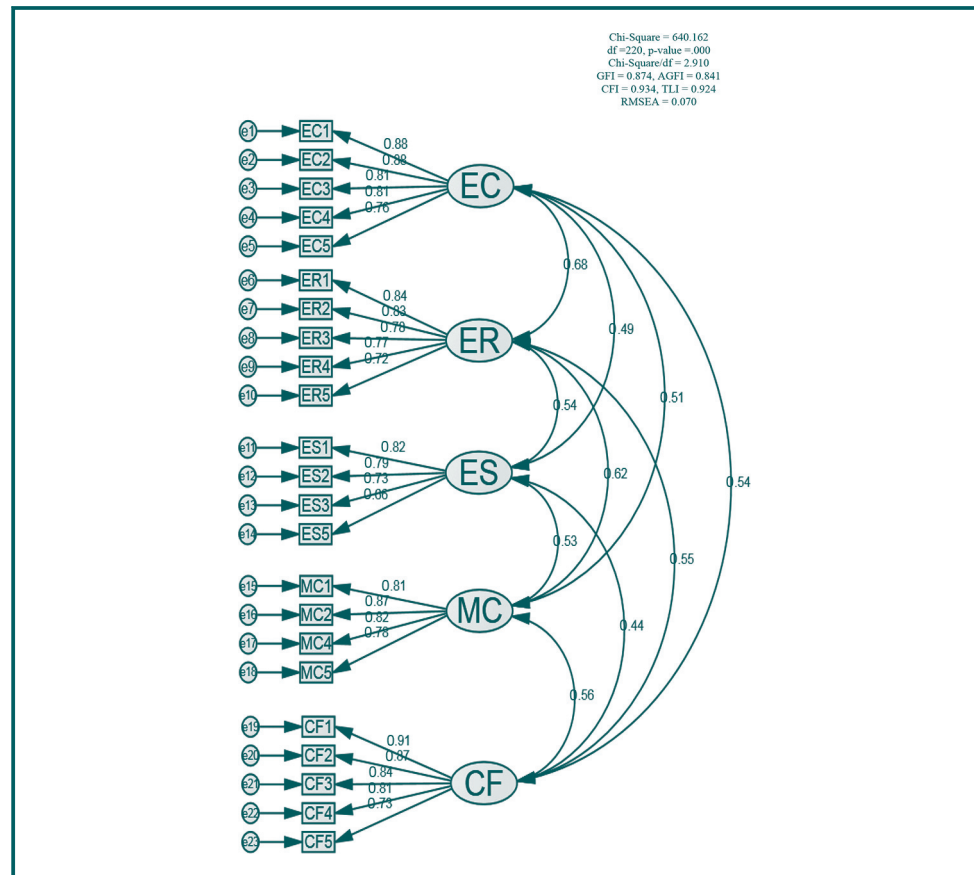 Chi-Square = 640.162
df =220, p-value =.000
Chi-Square/df = 2.910
GFI = 0.874, AGFI = 0.841
CFI = 0.934, TLI = 0.924
RMSEA = 0.070
e1 EC1 0.88
e2 EC2 0.88
e3 EC3 0.81
e4 EC4 0.81
e5 EC5 0.76
EC
e6 ER1 0.84
e7 ER2 0.83
e8 ER3 0.78
e9 ER4 0.77
e10 ER5 0.72
ER
e11 ES1 0.82
e12 ES2 0.79
e13 ES3 0.73
e14 ES5
ES
e15 MC1 0.81
e16 MC2 0.87
e17 MC4 0.82
e18 MC5 0.78
MC
e19 CF1 0.91
e20 CF2 0.87
e21 CF3 0.84
e22 CF4 0.81
e23 CF5 0.73
CF
0.68
0.49
0.54
0.51
0.62
0.54
0.53
0.55
0.44
0.56